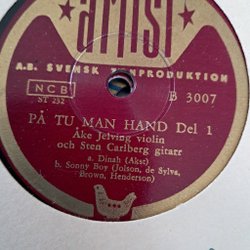 artist
A.B. SVENSK TONPRODUKTION
NCB
ST 232
B 3007
PÅ TU MAN HAND Del 1
Åke Jelving violin
och Sten Carlberg gitarr
a. Dinah (Akst)
b. Sonny Boy (Jolson, de Sylva,
Brown, Henderson)